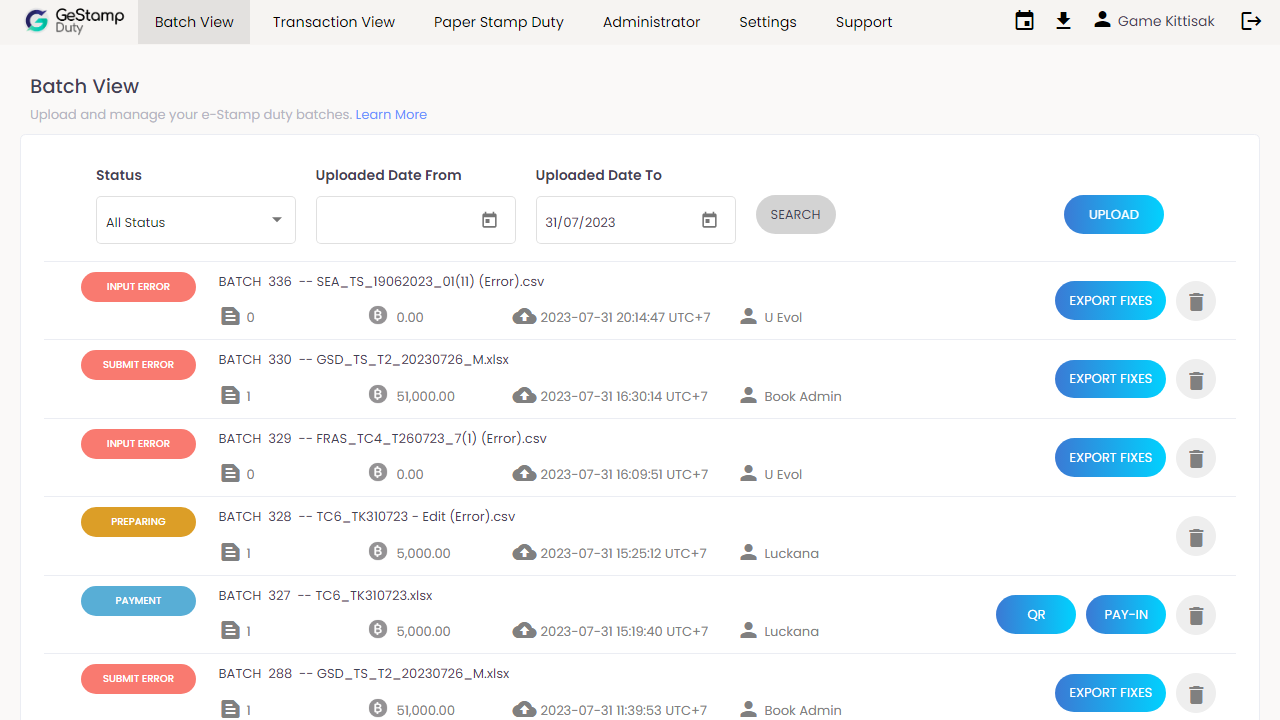 GeStamp
Duty
Batch View Transaction View Paper Stamp Duty Administrator Settings Support Game Kittisak
Batch View
Upload and manage your e-Stamp duty batches. Learn More
Status Uploaded Date From Uploaded Date To
All Status 31/07/2023 SEARCH UPLOAD
INPUT ERROR BATCH 336 -- SEA_TS_19062023_01(11) (Error).csv
EXPORT FIXES
0 0.00 2023-07-31 20:14:47 UTC+7 U Evol
SUBMIT ERROR BATCH 330 -- GSD_TS_T2_20230726_M.xlsx
EXPORT FIXES
1 51,000.00 2023-07-31 16:30:14 UTC+7 Book Admin
INPUT ERROR BATCH 329 -- FRAS_TC4_T260723_7(1) (Error).csv
EXPORT FIXES
0 0.00 2023-07-31 16:09:51 UTC+7 U Evol
PREPARING BATCH 328 -- TC6_TK310723 - Edit (Error).csv
1 5,000.00 2023-07-31 15:25:12 UTC+7 Luckana
PAYMENT BATCH 327 -- TC6_TK310723.xlsx
QR PAY-IN
1 5,000.00 2023-07-31 15:19:40 UTC+7 Luckana
SUBMIT ERROR BATCH 288 -- GSD_TS_T2_20230726_M.xlsx
EXPORT FIXES
1 51,000.00 2023-07-31 11:39:53 UTC+7 Book Admin